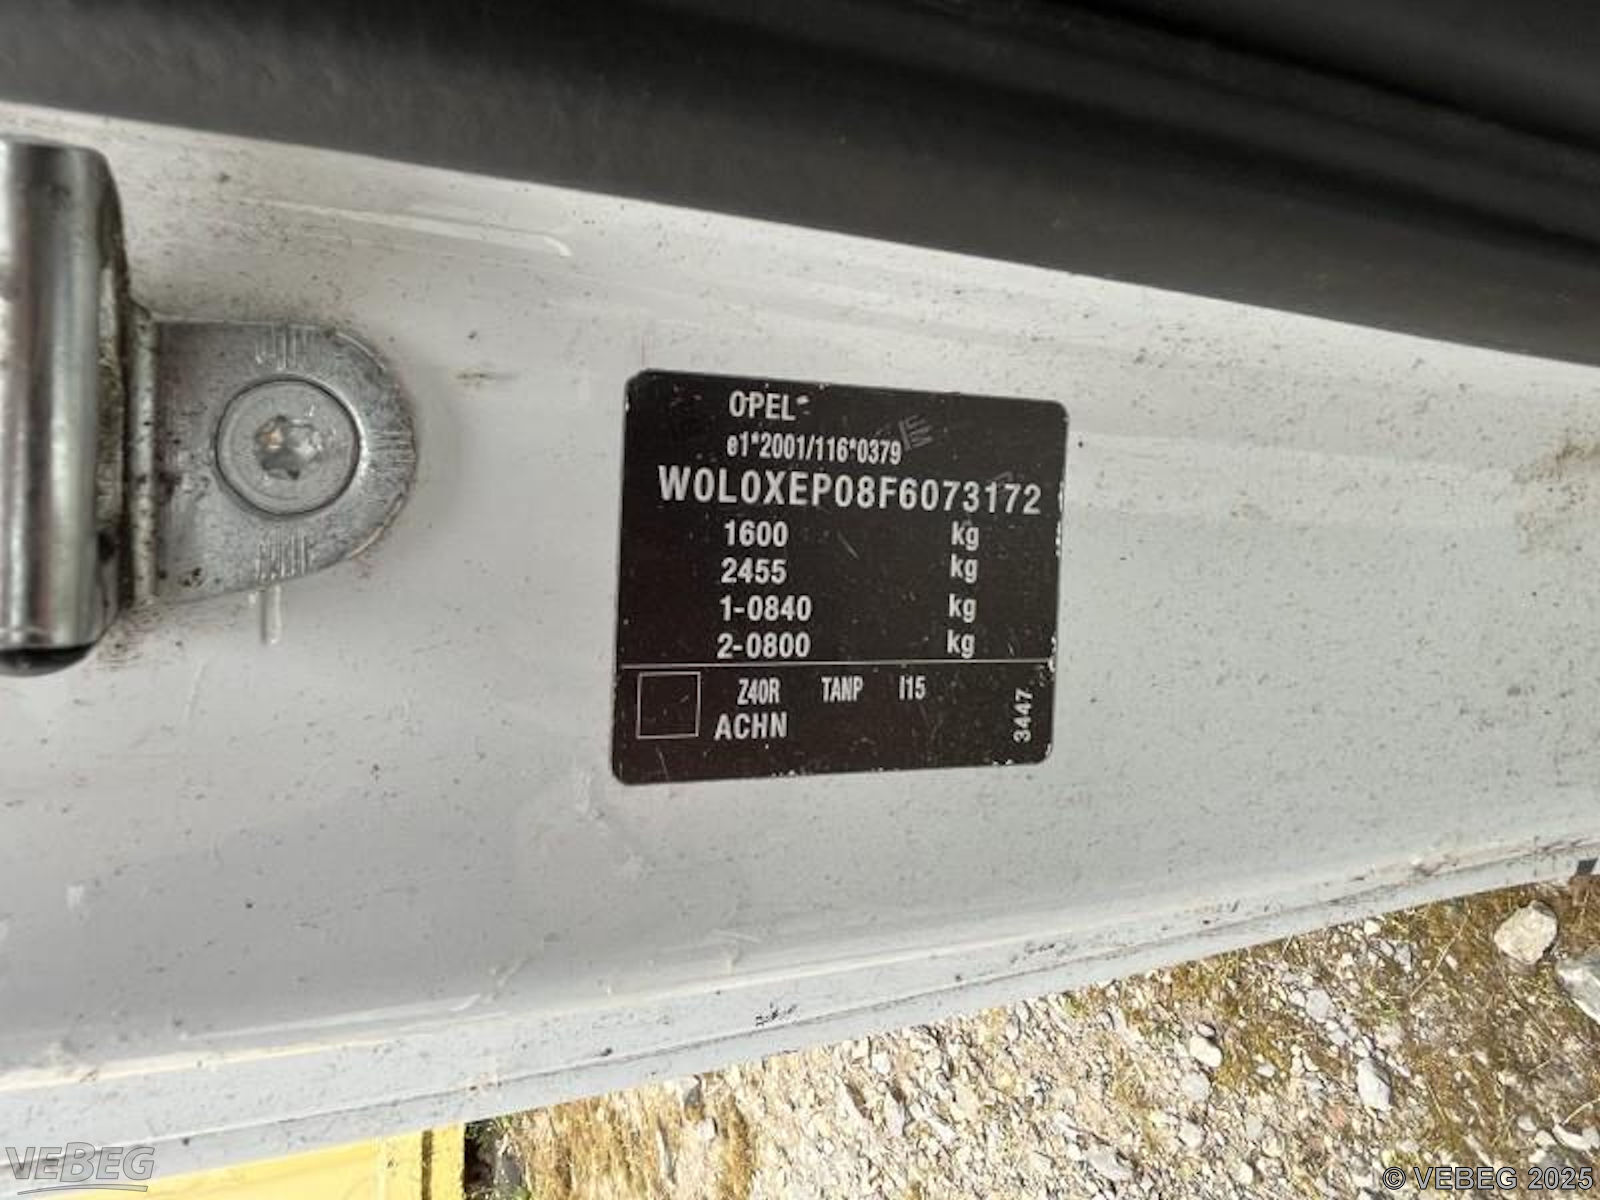 OPEL
e1*2001/116*0379
W0L0XEP08F6073172
1600 kg
2455 kg
1-0840 kg
2-0800 kg
Z40R TANP I15
ACHN
3447
VEBEG
© VEBEG 2025